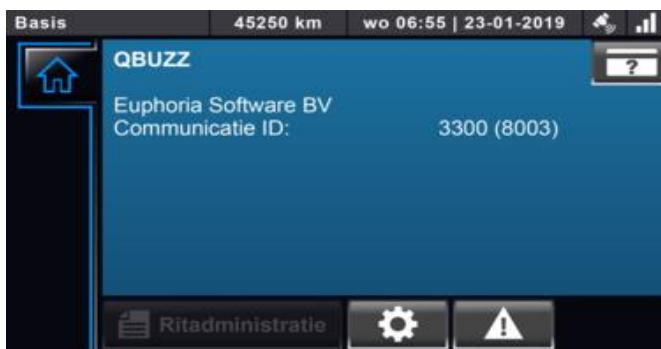 Basis 45250 km wo 06:55 | 23-01-2019
QBUZZ
?
Euphoria Software BV
Communicatie ID: 3300 (8003)
Ritadministratie